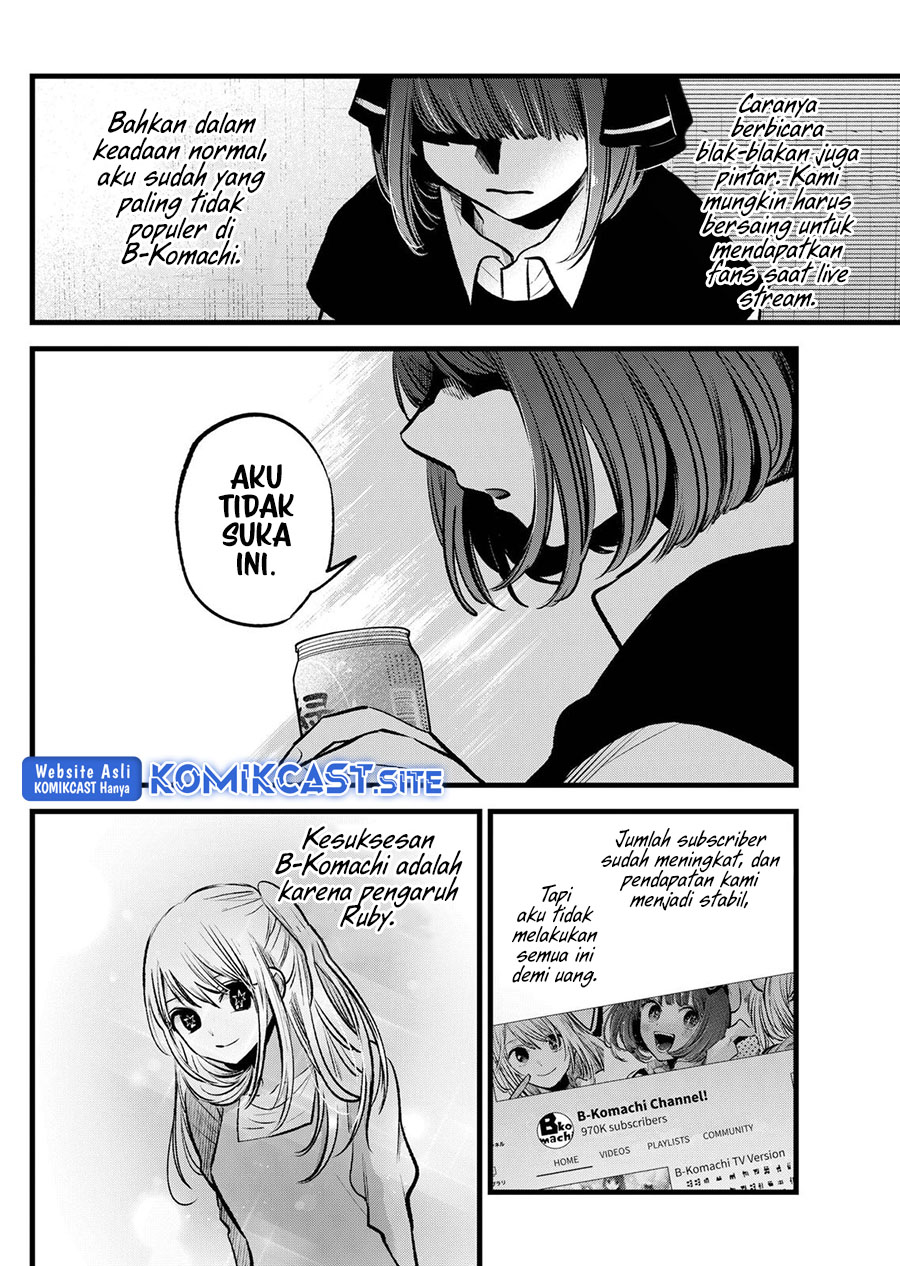 Caranya
berbicara
blak-blakan juga
pintar. Kami
mungkin harus
bersaing untuk
mendapatkan
fans saat live
stream.
Bahkan dalam
keadaan normal,
aku sudah yang
paling tidak
populer di
B-Komachi.
AKU
TIDAK
SUKA
INI.
Website Asli
KOMIKCAST Hanya
KOMIKCAST.SITE
Jumlah subscriber
sudah meningkat, dan
pendapatan kami
menjadi stabil,
Tapi
aku tidak
melakukan
semua ini
demi uang.
B-Komachi Channel!
970K subscribers
HOME VIDEOS PLAYLISTS COMMUNITY
B-Komachi TV Version
Kesuksesan
B-Komachi adalah
karena pengaruh
Ruby.